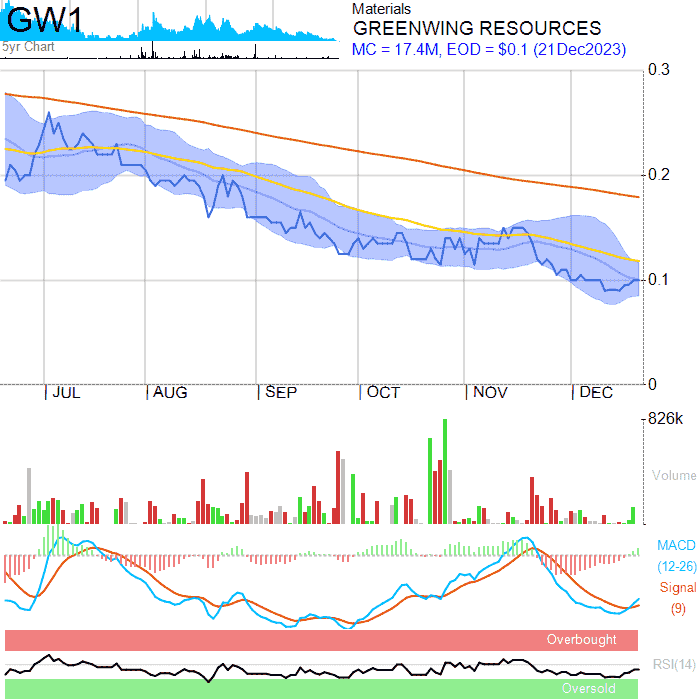 GW1
5yr Chart
Materials
GREENWING RESOURCES
MC = 17.4M, EOD = $0.1 (21Dec2023)
0.3
0.2
0.1
0
JUL AUG SEP OCT NOV DEC
826k
Volume
MACD
(12-26)
Signal
(9)
Overbought
RSI(14)
Oversold